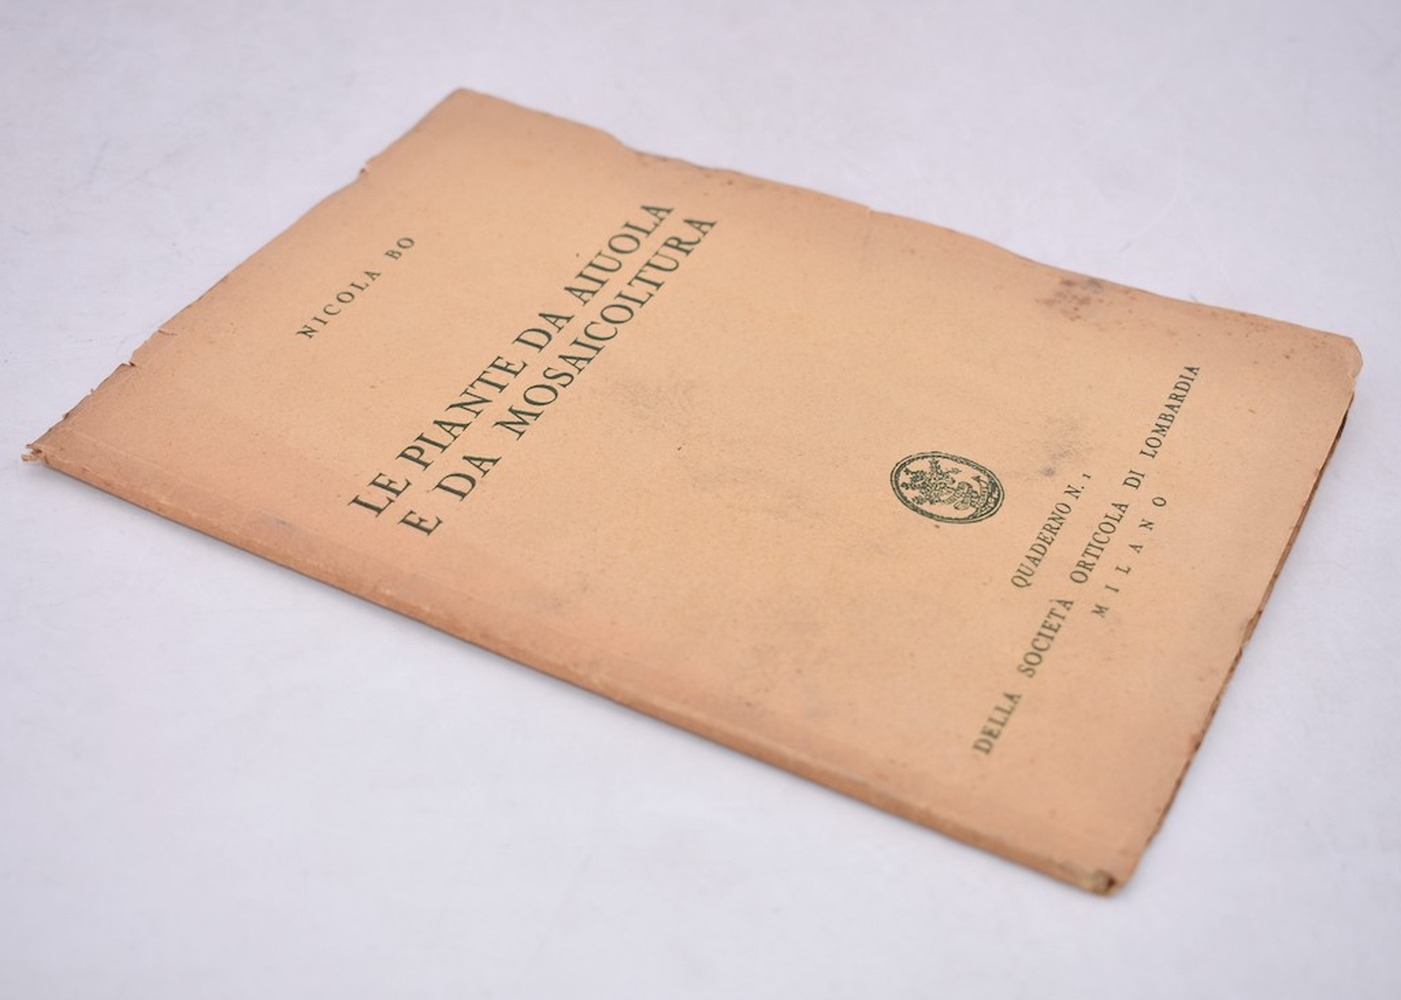 NICOLA BO
LE PIANTE DA AIUOLA
E DA MOSAICOLTURA
QUADERNO N. 1
DELLA SOCIETÀ ORTICOLA DI LOMBARDIA
MILANO